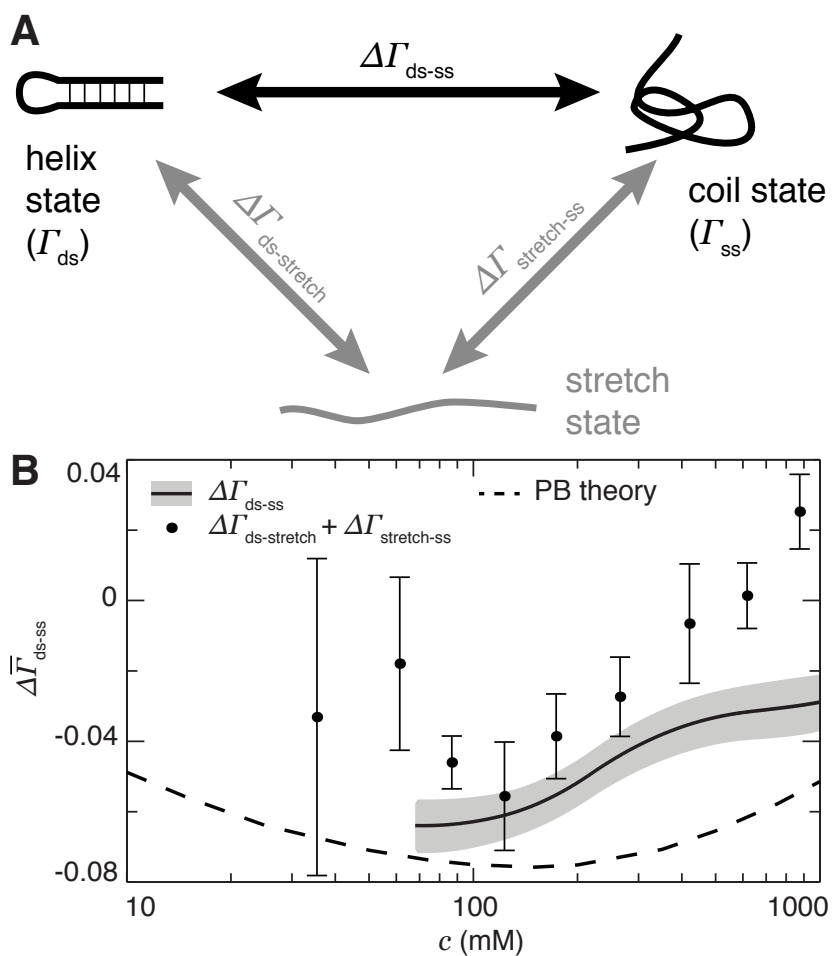 A
ΔΓds-ss
helix
state
(Γds)
coil state
(Γss)
ΔΓds-stretch
ΔΓstretch-ss
stretch
state
B
0.04
0
-0.04
-0.08
ΔΓ̿ds-ss
ΔΓds-ss
PB theory
ΔΓds-stretch + ΔΓstretch-ss
10
100
1000
c (mM)